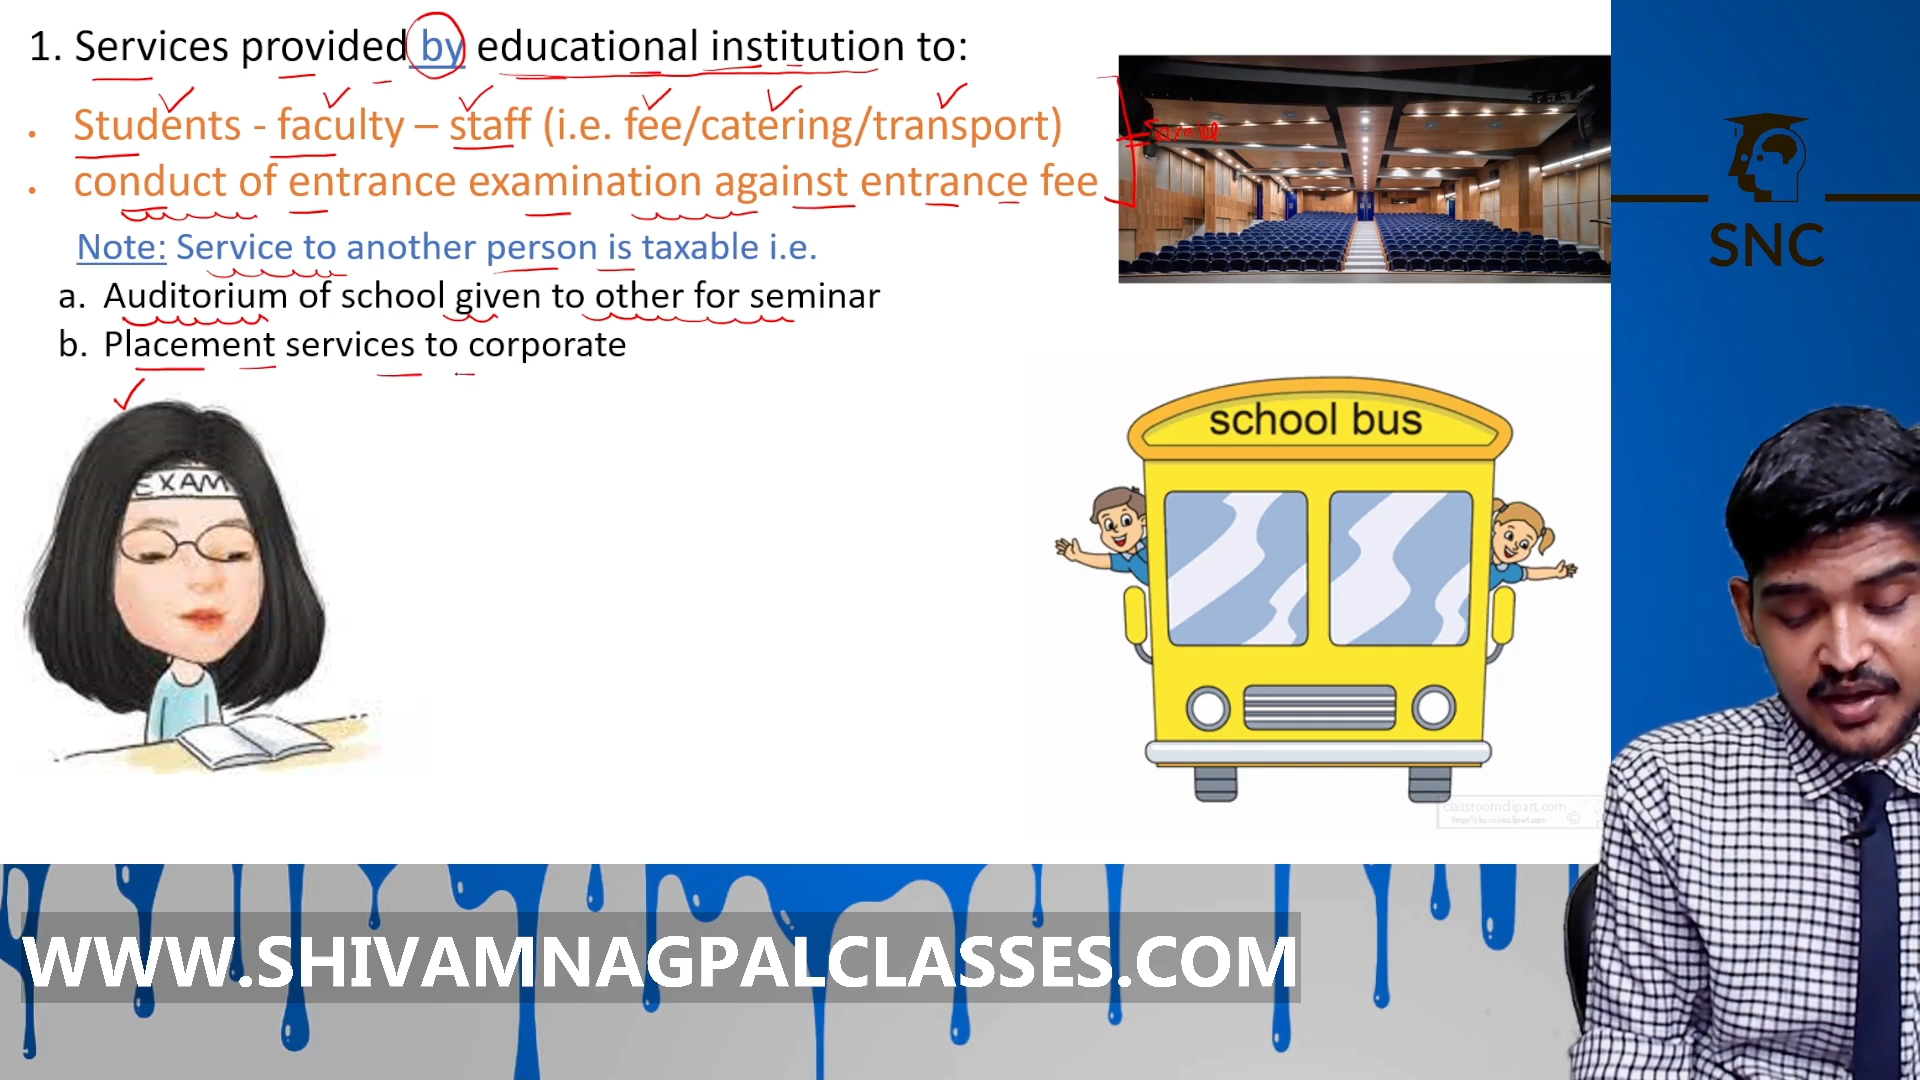 1. Services provided by educational institution to:
• Students - faculty – staff (i.e. fee/catering/transport)
• conduct of entrance examination against entrance fee
Note: Service to another person is taxable i.e.
a. Auditorium of school given to other for seminar
b. Placement services to corporate
SNC
EXAM
school bus
classroomclipart.com
WWW.SHIVAMNAGPALCLASSES.COM